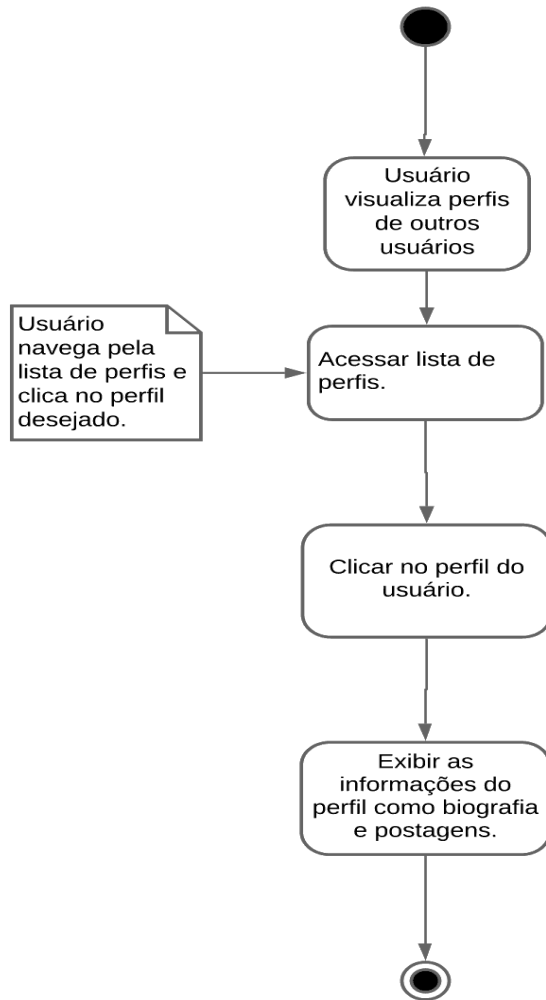 Usuário
visualiza perfis
de outros
usuários
Usuário
navega pela
lista de perfis e
clica no perfil
desejado.
Acessar lista de
perfis.
Clicar no perfil do
usuário.
Exibir as
informações do
perfil como biografia
e postagens.